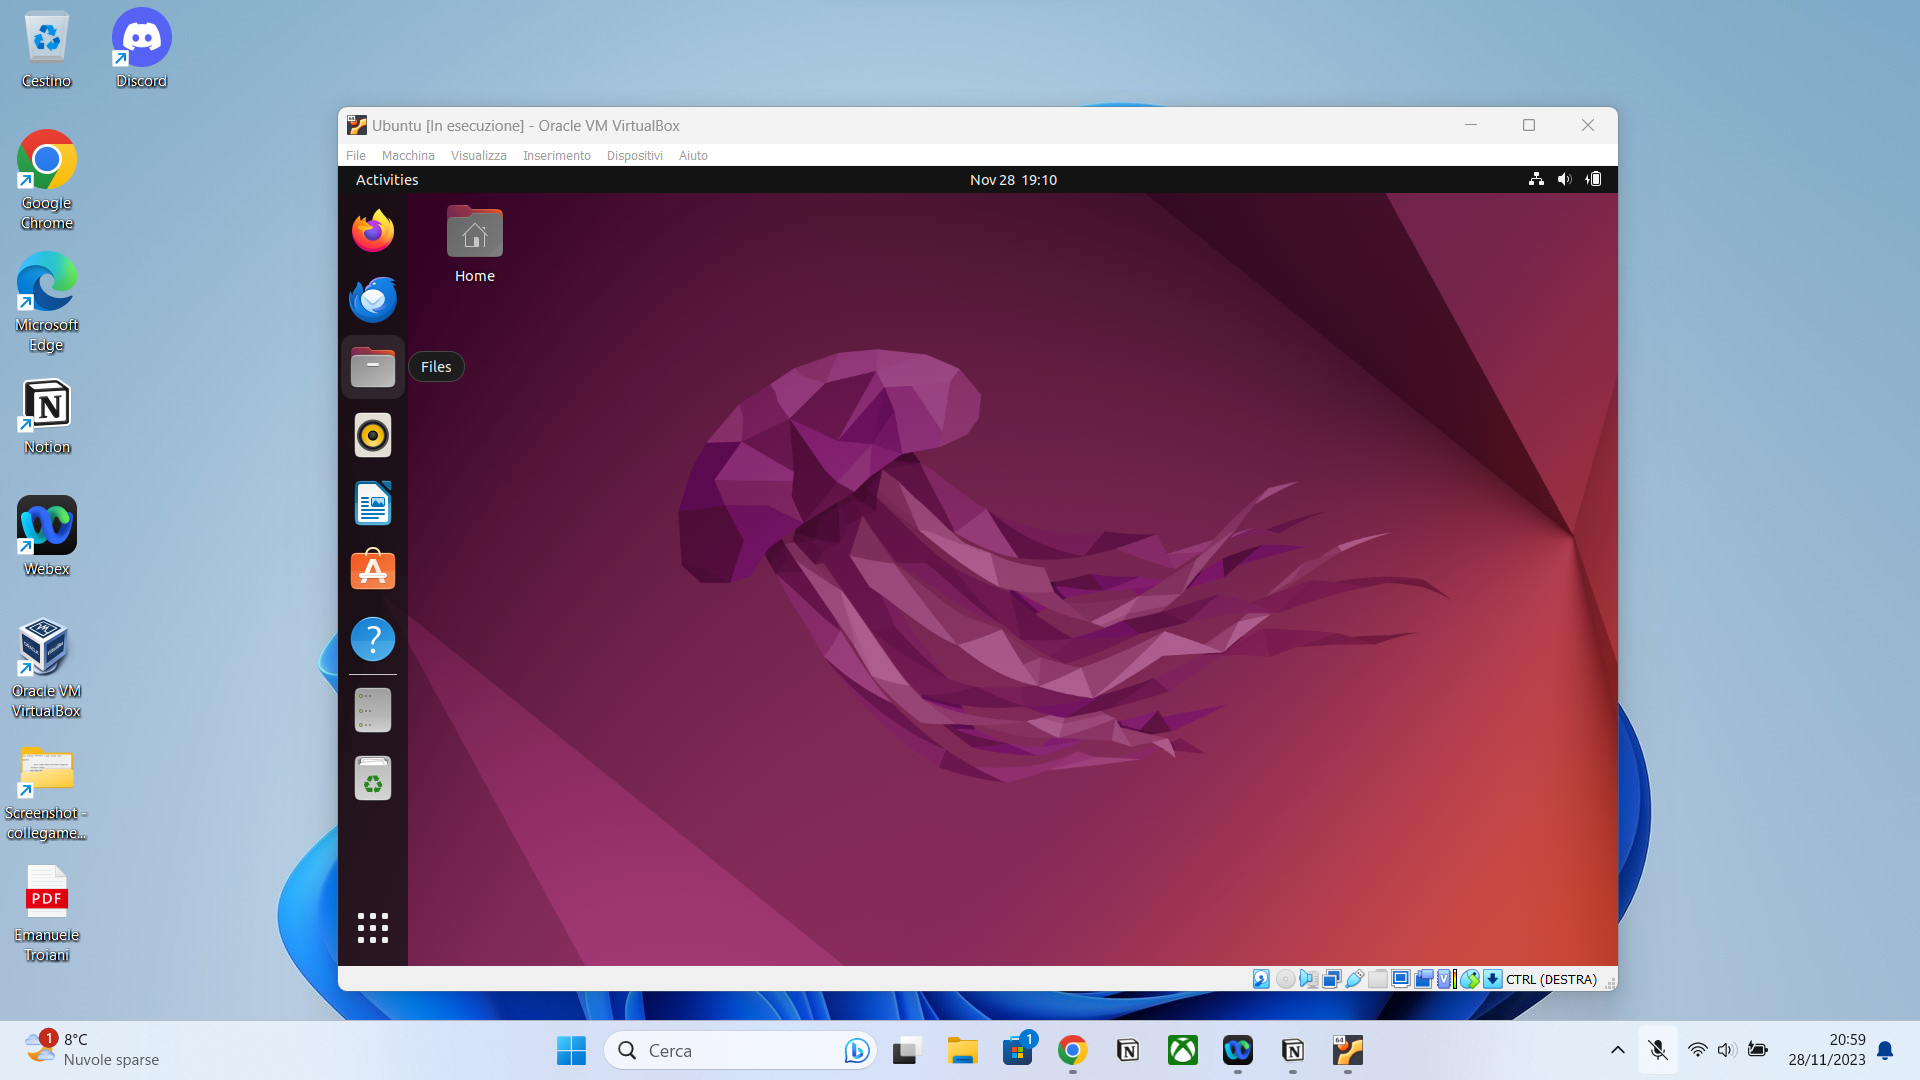 Cestino
Discord
Google
Chrome
Microsoft
Edge
Notion
Webex
Oracle VM
VirtualBox
Screenshot -
collegame...
PDF
Emanuele
Troiani
Ubuntu [In esecuzione] - Oracle VM VirtualBox
File Macchina Visualizza Inserimento Dispositivi Aiuto
Activities
Nov 28 19:10
Home
Files
CTRL (DESTRA)
1
8°C
Nuvole sparse
Cerca
1
64
20:59
28/11/2023